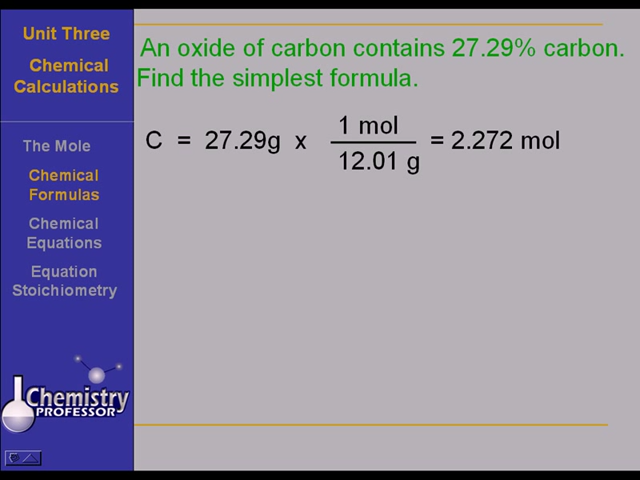 Unit Three
Chemical
Calculations
The Mole
Chemical
Formulas
Chemical
Equations
Equation
Stoichiometry
Chemistry
PROFESSOR
An oxide of carbon contains 27.29% carbon.
Find the simplest formula.
1 mol
C = 27.29g x = 2.272 mol
12.01 g